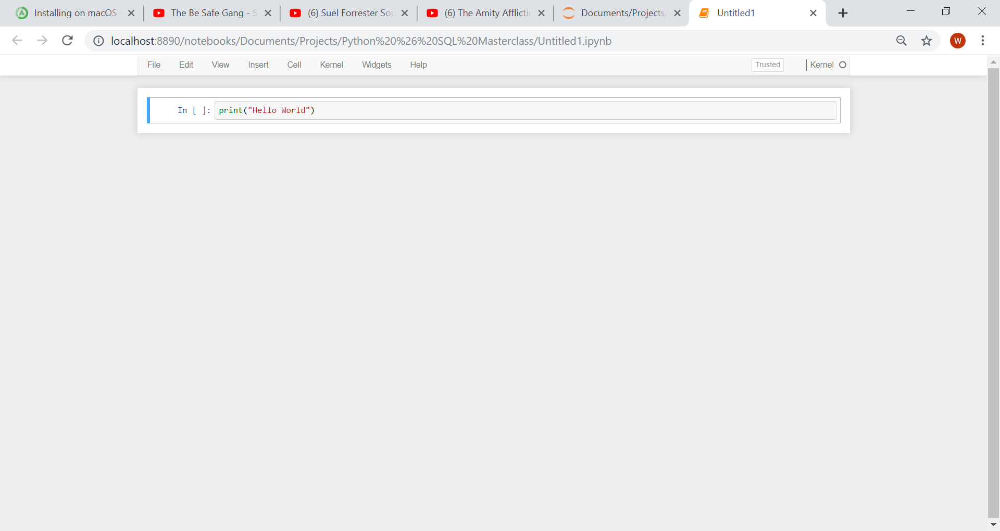 Installing on macOS
The Be Safe Gang - S
(6) Suel Forrester Sou
(6) The Amity Afflictio
Documents/Projects/
Untitled1
localhost:8890/notebooks/Documents/Projects/Python%20%26%20SQL%20Masterclass/Untitled1.ipynb
W
File Edit View Insert Cell Kernel Widgets Help Trusted Kernel
In [ ]: print("Hello World")